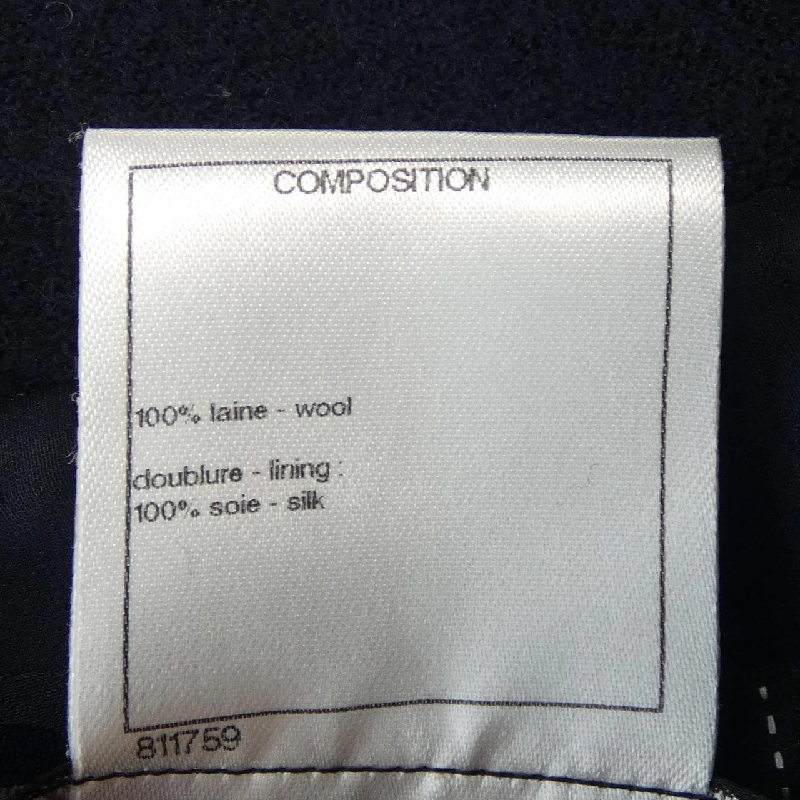 COMPOSITION
100% laine - wool
doublure - lining :
100% soie - silk
811759